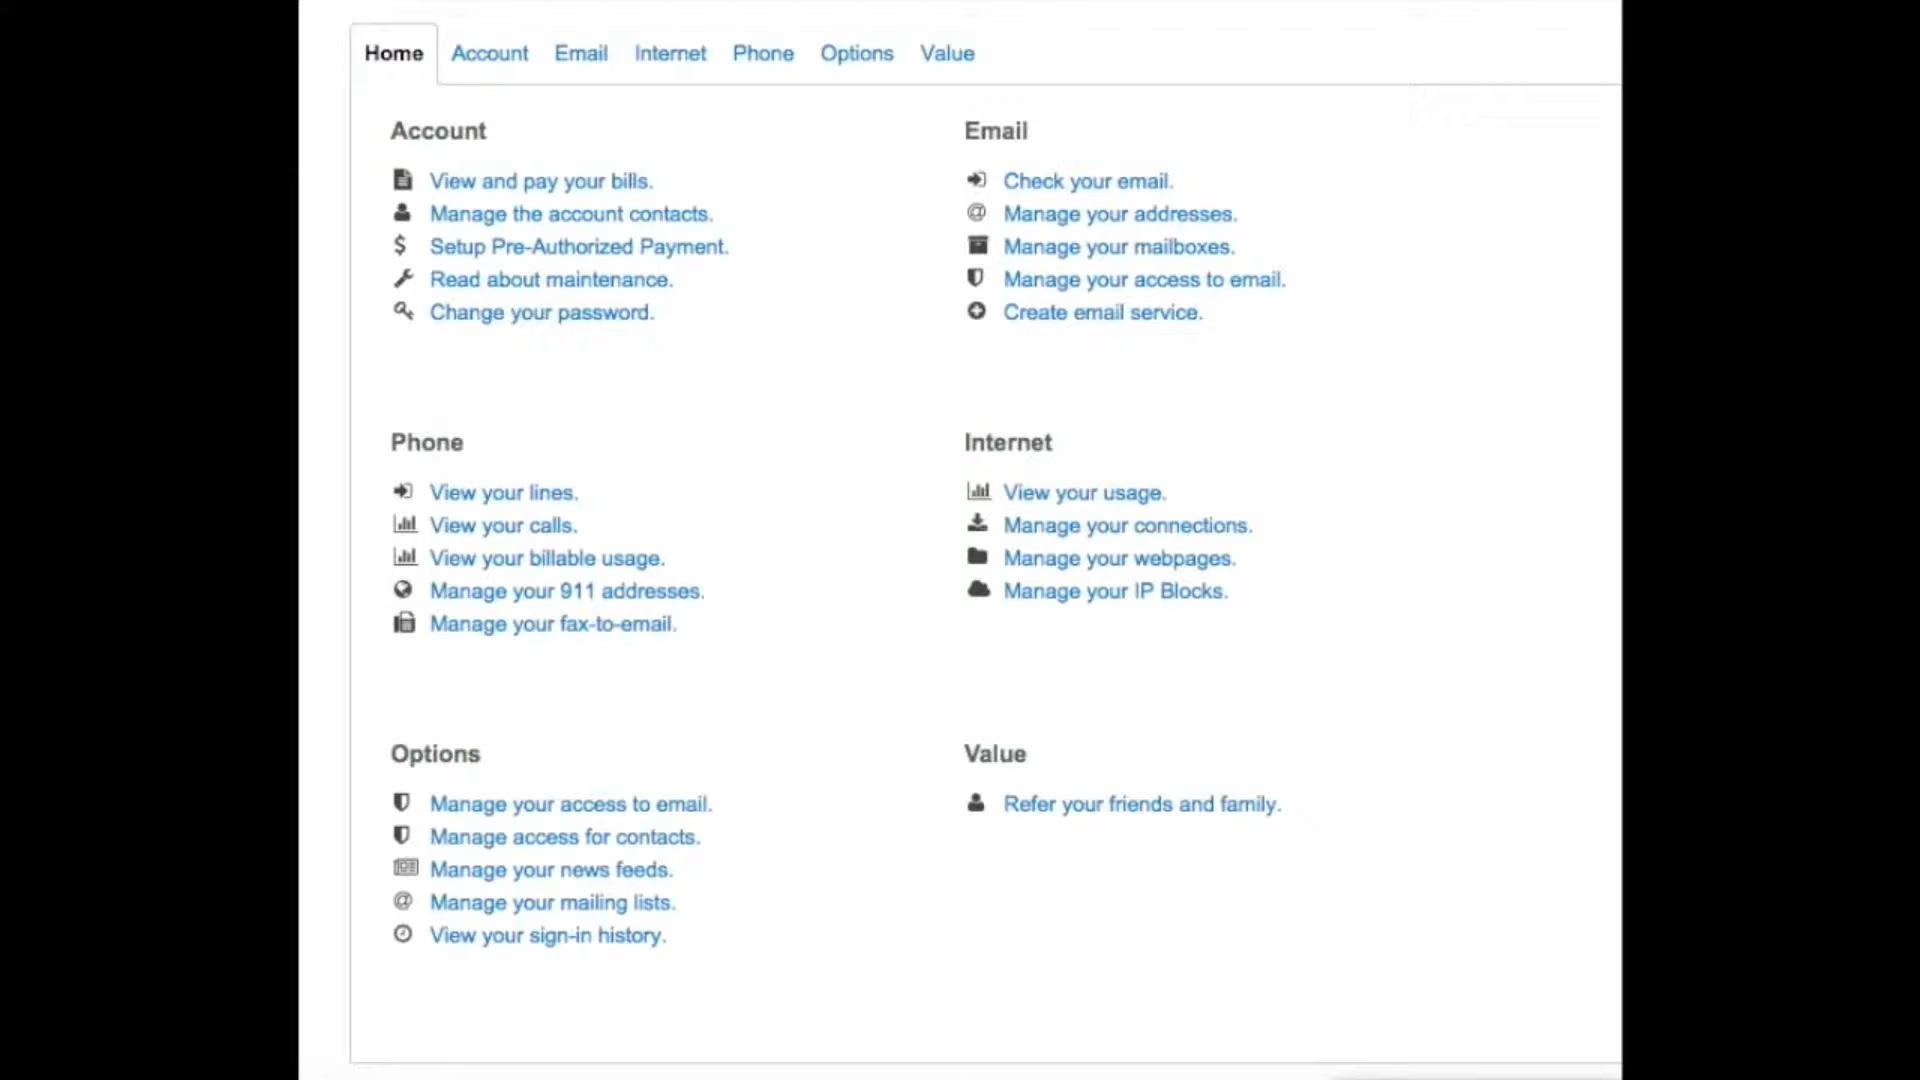 Home Account Email Internet Phone Options Value
Account
View and pay your bills.
Manage the account contacts.
Setup Pre-Authorized Payment.
Read about maintenance.
Change your password.
Email
Check your email.
Manage your addresses.
Manage your mailboxes.
Manage your access to email.
Create email service.
Phone
View your lines.
View your calls.
View your billable usage.
Manage your 911 addresses.
Manage your fax-to-email.
Internet
View your usage.
Manage your connections.
Manage your webpages.
Manage your IP Blocks.
Options
Manage your access to email.
Manage access for contacts.
Manage your news feeds.
Manage your mailing lists.
View your sign-in history.
Value
Refer your friends and family.